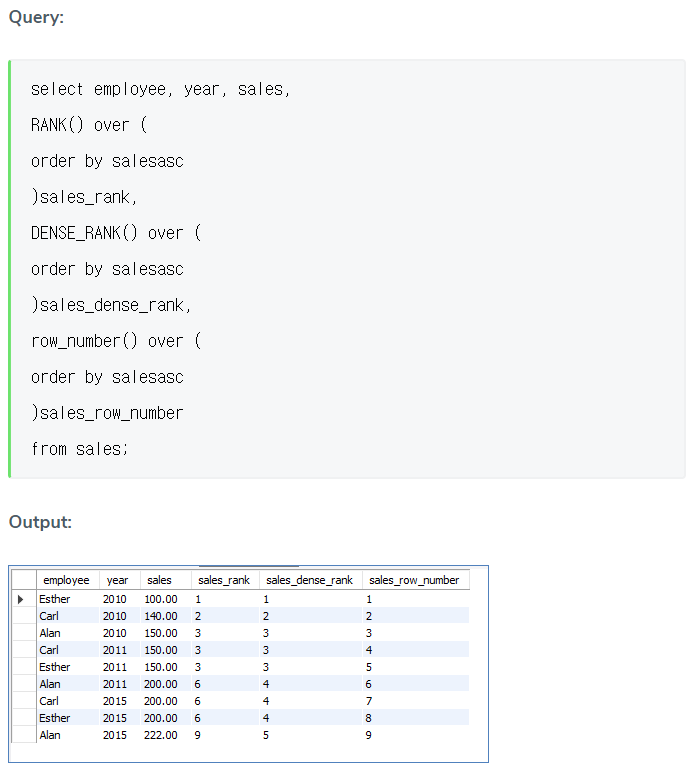 Query:
select employee, year, sales,
RANK() over (
order by salesasc
)sales_rank,
DENSE_RANK() over (
order by salesasc
)sales_dense_rank,
row_number() over (
order by salesasc
)sales_row_number
from sales;
Output:
employee year sales sales_rank sales_dense_rank sales_row_number
Esther 2010 100.00 1 1 1
Carl 2010 140.00 2 2 2
Alan 2010 150.00 3 3 3
Carl 2011 150.00 3 3 4
Esther 2011 150.00 3 3 5
Alan 2011 200.00 6 4 6
Carl 2015 200.00 6 4 7
Esther 2015 200.00 6 4 8
Alan 2015 222.00 9 5 9